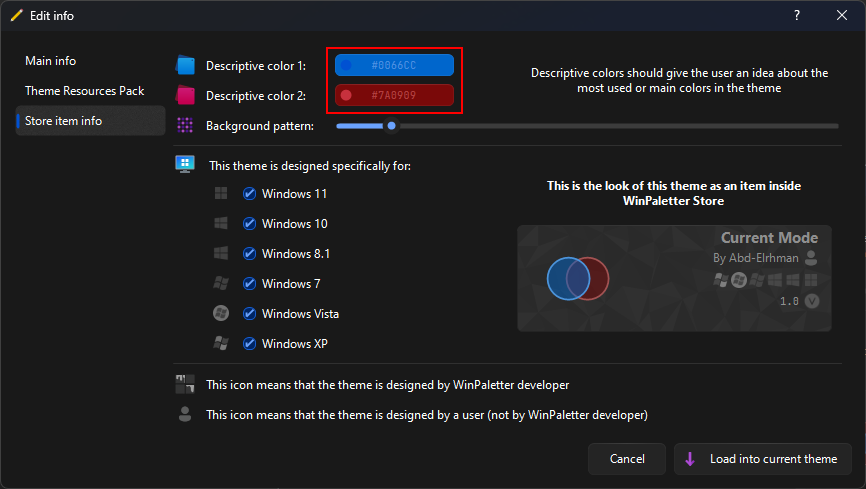 Edit info
?
Main info
Theme Resources Pack
Store item info
Descriptive color 1:
#0066CC
Descriptive color 2:
#7A0909
Background pattern:
Descriptive colors should give the user an idea about the
most used or main colors in the theme
This theme is designed specifically for:
Windows 11
Windows 10
Windows 8.1
Windows 7
Windows Vista
Windows XP
This is the look of this theme as an item inside
WinPaletter Store
Current Mode
By Abd-Elrhman
1.0
V
This icon means that the theme is designed by WinPaletter developer
This icon means that the theme is designed by a user (not by WinPaletter developer)
Cancel
Load into current theme